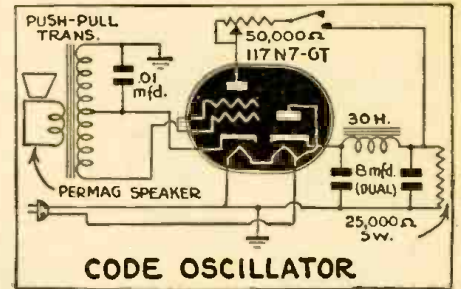 PUSH-PULL
TRANS.
50,000Ω
117N7-GT
.01
mfd.
30H.
8 mfd.
(DUAL)
PERMAG SPEAKER
25,000Ω
5W.
CODE OSCILLATOR